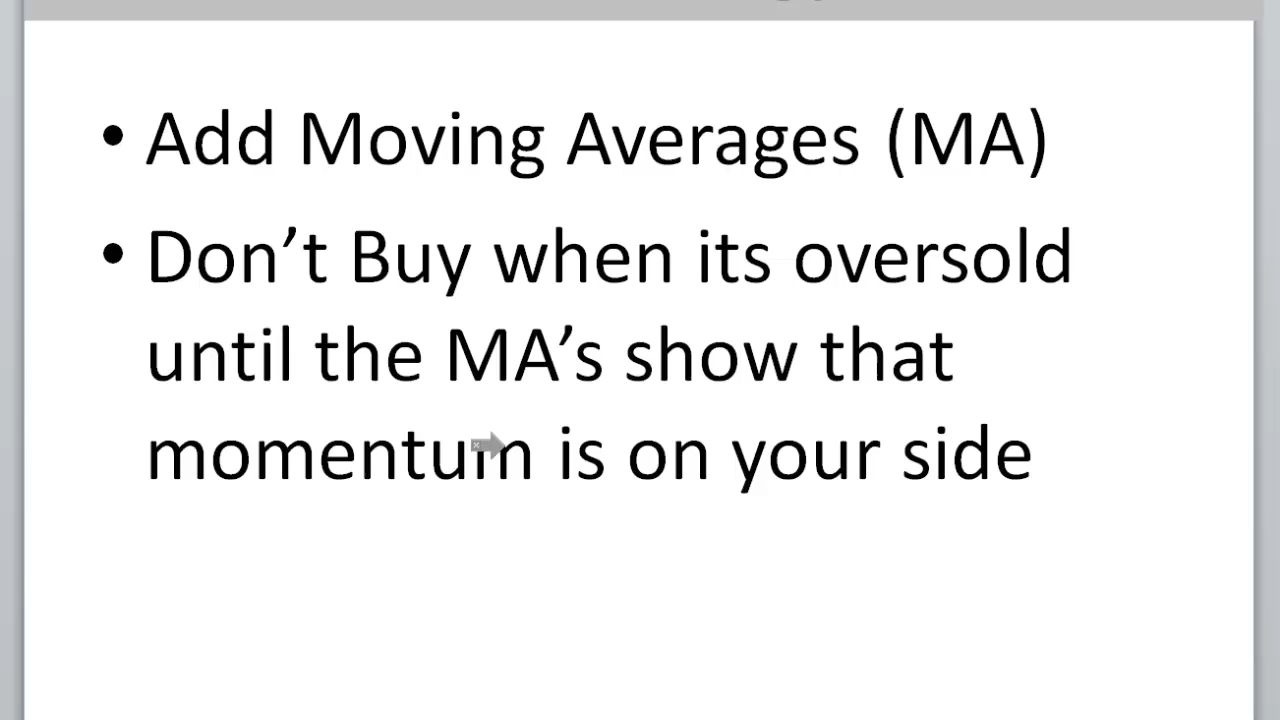 • Add Moving Averages (MA)
• Don’t Buy when its oversold
until the MA’s show that
momentum is on your side